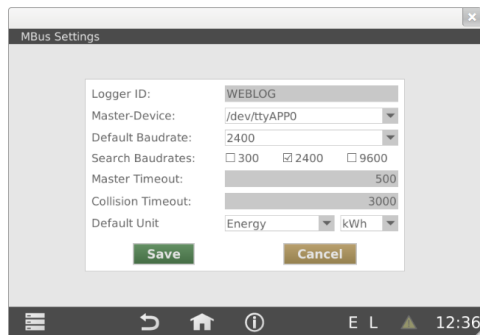 MBus Settings
Logger ID: WEBLOG
Master-Device: /dev/ttyAPP0
Default Baudrate: 2400
Search Baudrates: 300 2400 9600
Master Timeout: 500
Collision Timeout: 3000
Default Unit Energy kWh
Save Cancel
E L 12:36